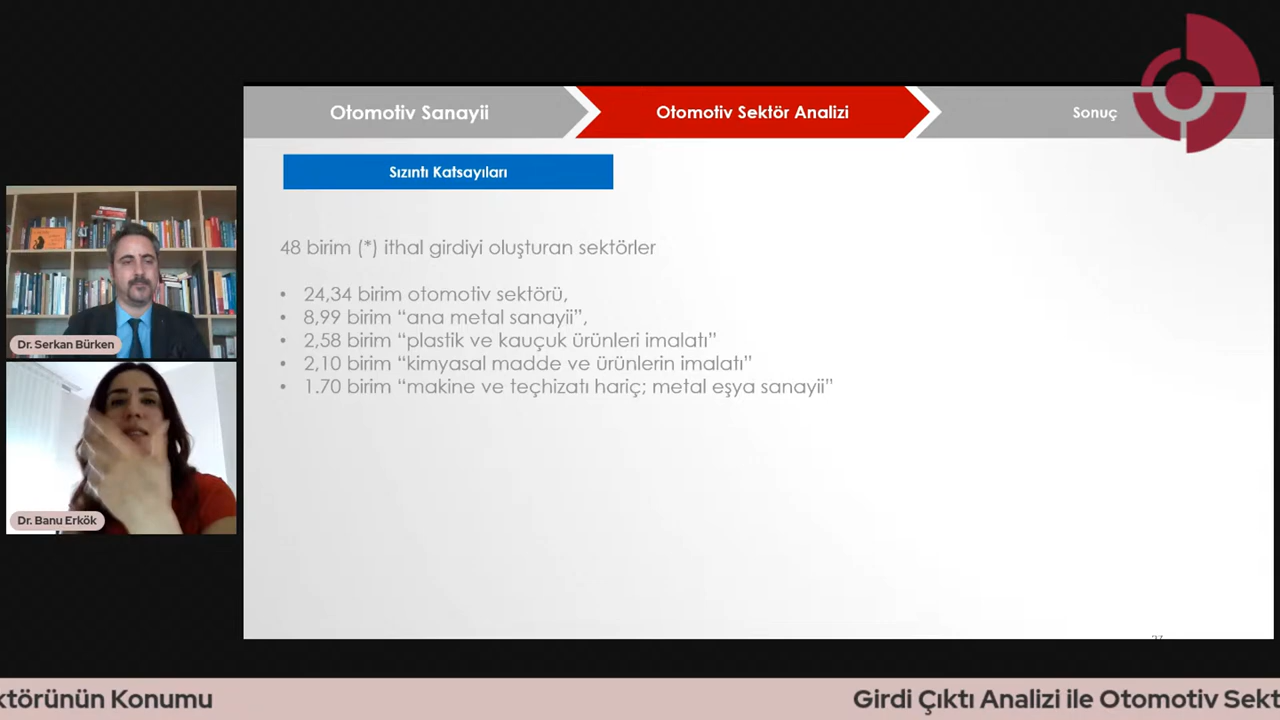 Otomotiv Sanayii
Otomotiv Sektör Analizi
Sonuç
Sızıntı Katsayıları
48 birim (*) ithal girdiyi oluşturan sektörler
• 24,34 birim otomotiv sektörü,
• 8,99 birim “ana metal sanayii”,
• 2,58 birim “plastik ve kauçuk ürünleri imalatı”
• 2,10 birim “kimyasal madde ve ürünlerin imalatı”
• 1.70 birim “makine ve teçhizatı hariç; metal eşya sanayii”
Dr. Serkan Bürken
Dr. Banu Erkök
ktörünün Konumu
Girdi Çıktı Analizi ile Otomotiv Sekt